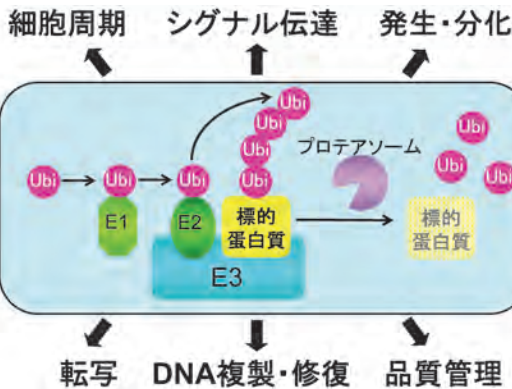 細胞周期 シグナル伝達 発生・分化
Ubi
Ubi
Ubi
Ubi
プロテアソーム
Ubi
Ubi
Ubi Ubi Ubi Ubi
Ubi
E1 E2 標的 標的
蛋白質 蛋白質
E3
転写 DNA複製・修復 品質管理